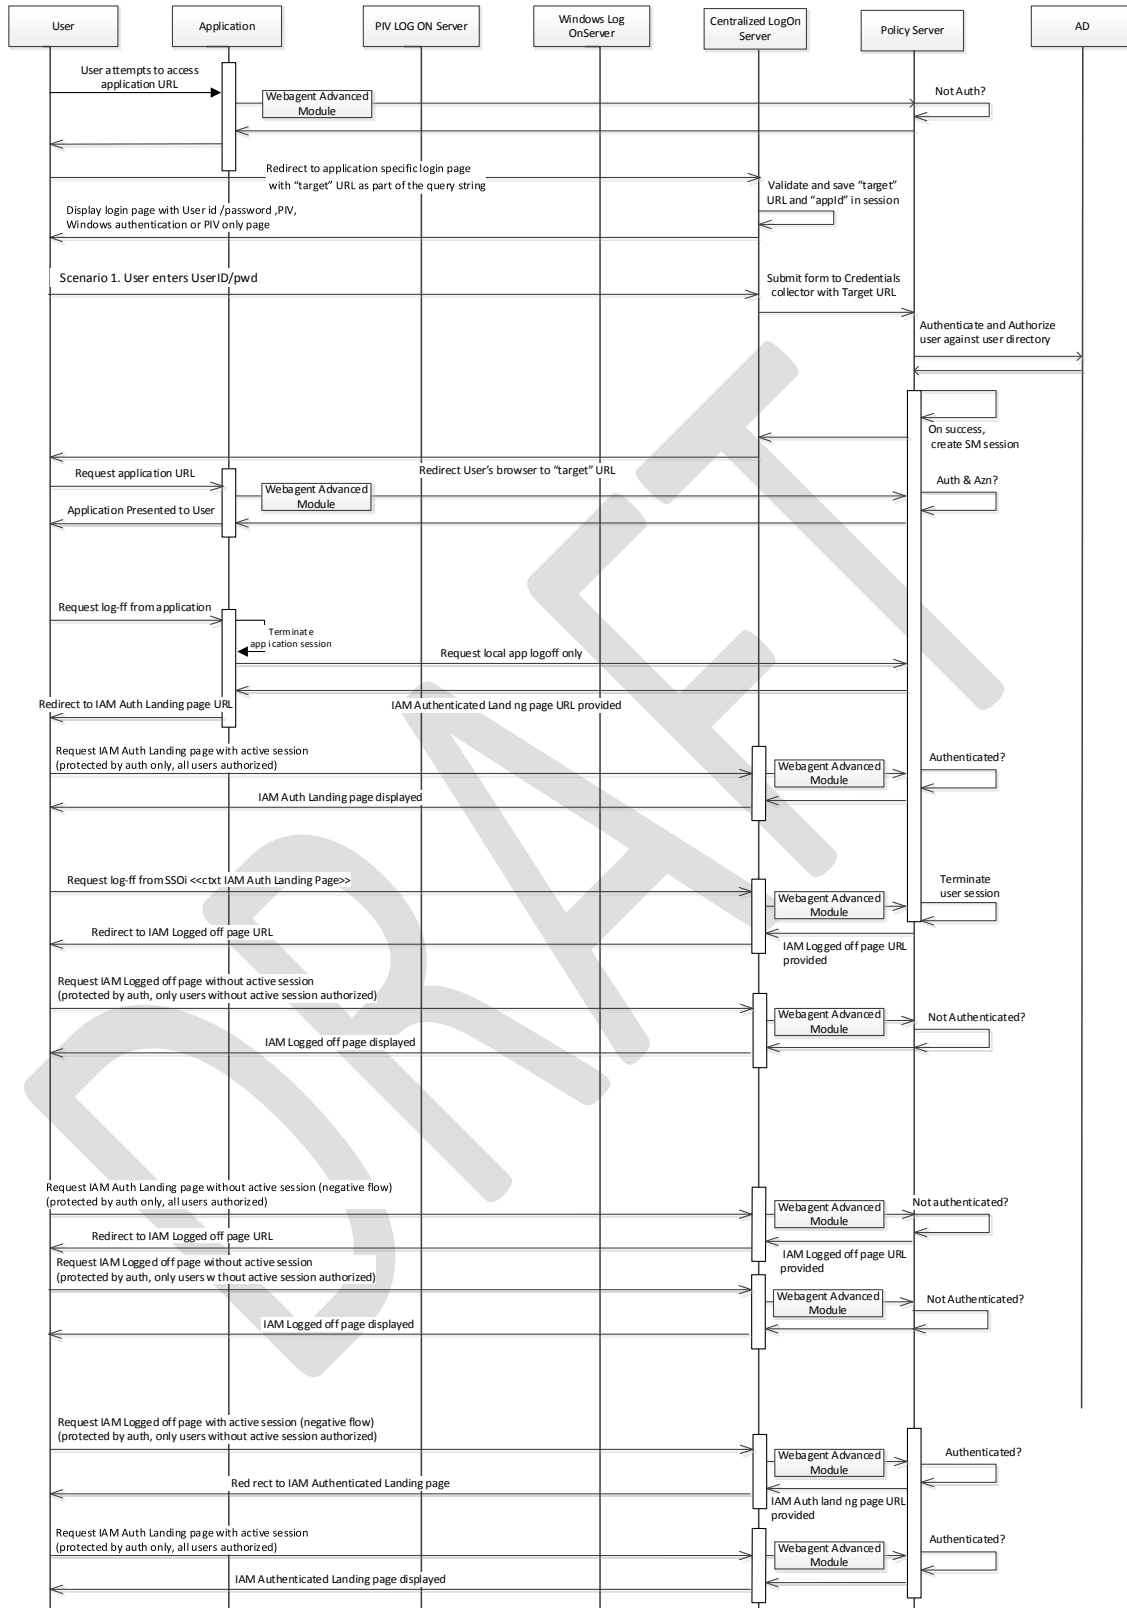 User
Application
PIV LOG ON Server
Windows Log
OnServer
Centralized LogOn
Server
Policy Server
AD
User attempts to access
application URL
Webagent Advanced
Module
Not Auth?
Redirect to application specific login page
with “target” URL as part of the query string
Validate and save “target”
URL and “appId” in session
Display login page with User id /password ,PIV,
Windows authentication or PIV only page
Scenario 1. User enters UserID/pwd
Submit form to Credentials
collector with Target URL
Authenticate and Authorize
user against user directory
On success,
create SM session
Redirect User’s browser to “target” URL
Request application URL
Webagent Advanced
Module
Auth & Azn?
Application Presented to User
Request log-ff from application
Terminate
application session
Request local app logoff only
Redirect to IAM Auth Landing page URL
IAM Authenticated Land ng page URL provided
Request IAM Auth Landing page with active session
(protected by auth only, all users authorized)
Webagent Advanced
Module
Authenticated?
IAM Auth Landing page displayed
Request log-ff from SSOi <<ctxt IAM Auth Landing Page>>
Webagent Advanced
Module
Terminate
user session
Redirect to IAM Logged off page URL
IAM Logged off page URL
provided
Request IAM Logged off page without active session
(protected by auth, only users without active session authorized)
Webagent Advanced
Module
Not Authenticated?
IAM Logged off page displayed
Request IAM Auth Landing page without active session (negative flow)
(protected by auth only, all users authorized)
Webagent Advanced
Module
Not authenticated?
Redirect to IAM Logged off page URL
IAM Logged off page URL
provided
Request IAM Logged off page without active session
(protected by auth, only users w thout active session authorized)
Webagent Advanced
Module
Not Authenticated?
IAM Logged off page displayed
Request IAM Logged off page with active session (negative flow)
(protected by auth, only users without active session authorized)
Webagent Advanced
Module
Authenticated?
Red rect to IAM Authenticated Landing page
IAM Auth land ng page URL
provided
Request IAM Auth Landing page with active session
(protected by auth only, all users authorized)
Webagent Advanced
Module
Authenticated?
IAM Authenticated Landing page displayed
DRAFT